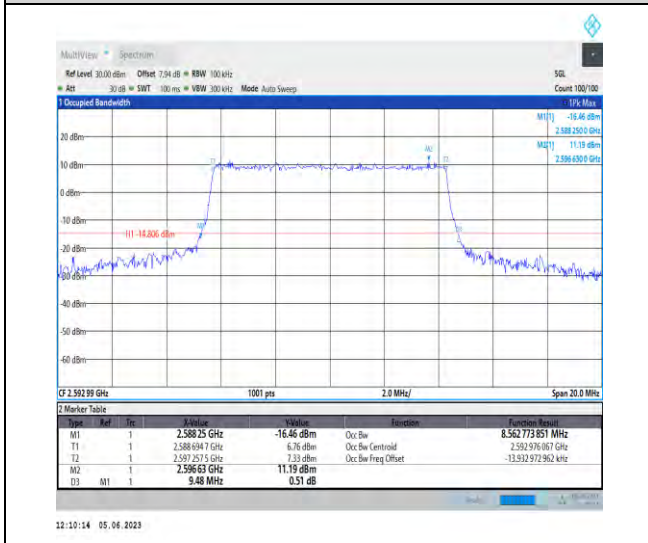 MultiView Spectrum
Ref Level 30.00 dBm Offset 7.94 dB RBW 100 kHz SGL
Att 30 dB SWT 100 ms VBW 300 kHz Mode Auto Sweep Count 100/100
1 Occupied Bandwidth 1Pk Max
M1[1] -16.46 dBm
2.588 2500 GHz
20 dBm M2[1] 11.19 dBm
2.596 6300 GHz
M2
10 dBm T1 T2
0 dBm
-10 dBm
M1
H1 -14.806 dBm
-20 dBm
-30 dBm
-40 dBm
-50 dBm
-60 dBm
CF 2.592 99 GHz 1001 pts 2.0 MHz/ Span 20.0 MHz
2 Marker Table
Type Ref Trc X-Value Y-Value Function Function Result
M1 1 2.588 25 GHz -16.46 dBm Occ Bw 8.562 773 851 MHz
T1 1 2.588 694 7 GHz 6.76 dBm Occ Bw Centroid 2.592 976 067 GHz
T2 1 2.597 257 5 GHz 7.33 dBm Occ Bw Freq Offset -13.932 972 962 kHz
M2 1 2.596 63 GHz 11.19 dBm
D3 M1 1 9.48 MHz 0.51 dB
12:10:14 05.06.2023